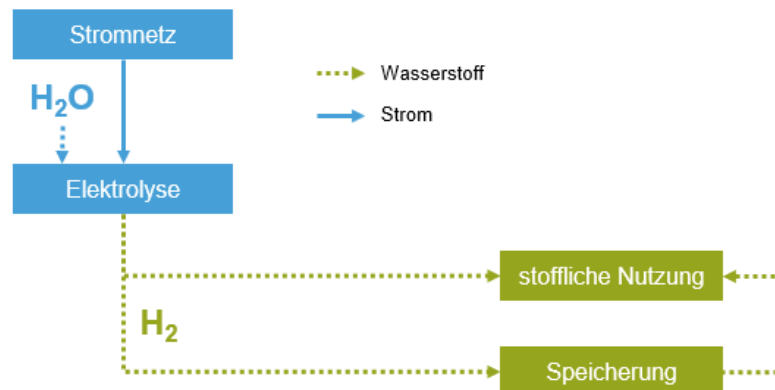 Stromnetz
Wasserstoff
H₂O
Strom
Elektrolyse
stoffliche Nutzung
H₂
Speicherung